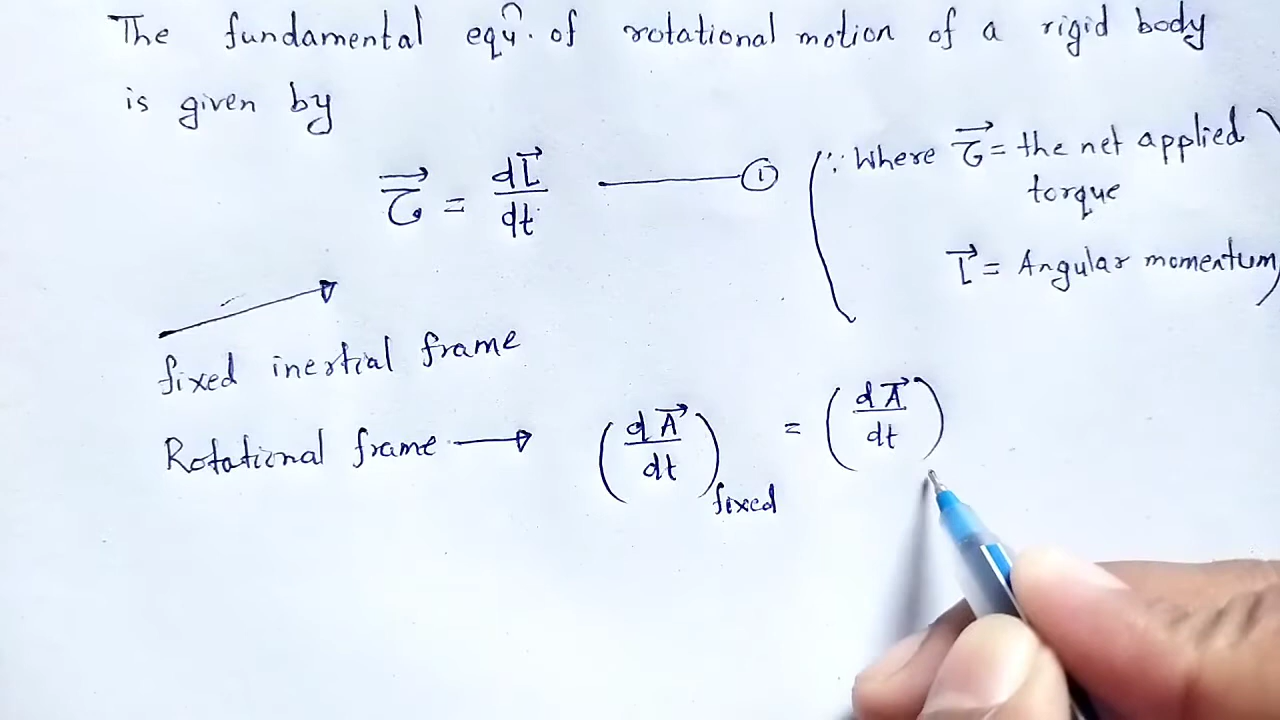 The fundamental equⁿ. of rotational motion of a rigid body
is given by
τ⃗ = dL⃗/dt ——— ①
(∵ Where τ⃗ = the net applied
torque
L⃗ = Angular momentum)
fixed inertial frame
Rotational frame → (dA⃗/dt)fixed = (dA⃗/dt)